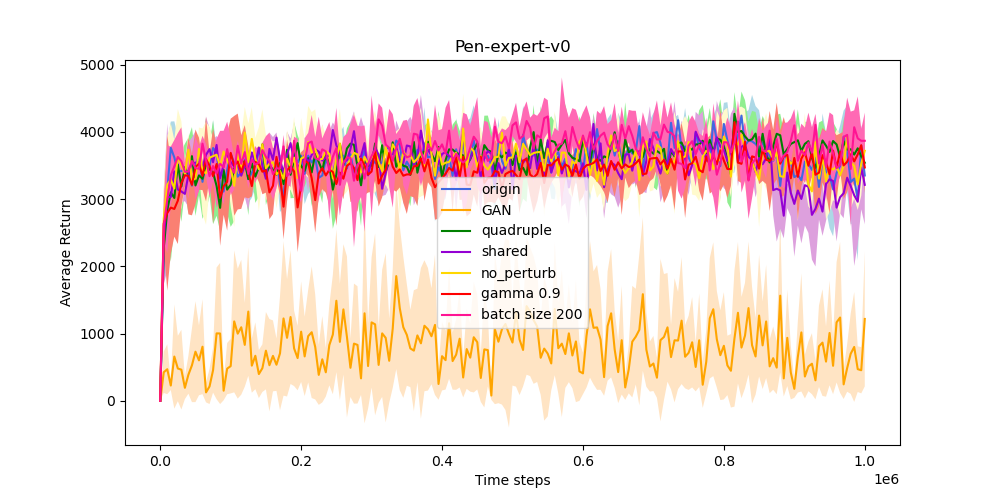 Pen-expert-v0
Average Return
5000
4000
3000
2000
1000
0
origin
GAN
quadruple
shared
no_perturb
gamma 0.9
batch size 200
0.0 0.2 0.4 0.6 0.8 1.0
1e6
Time steps